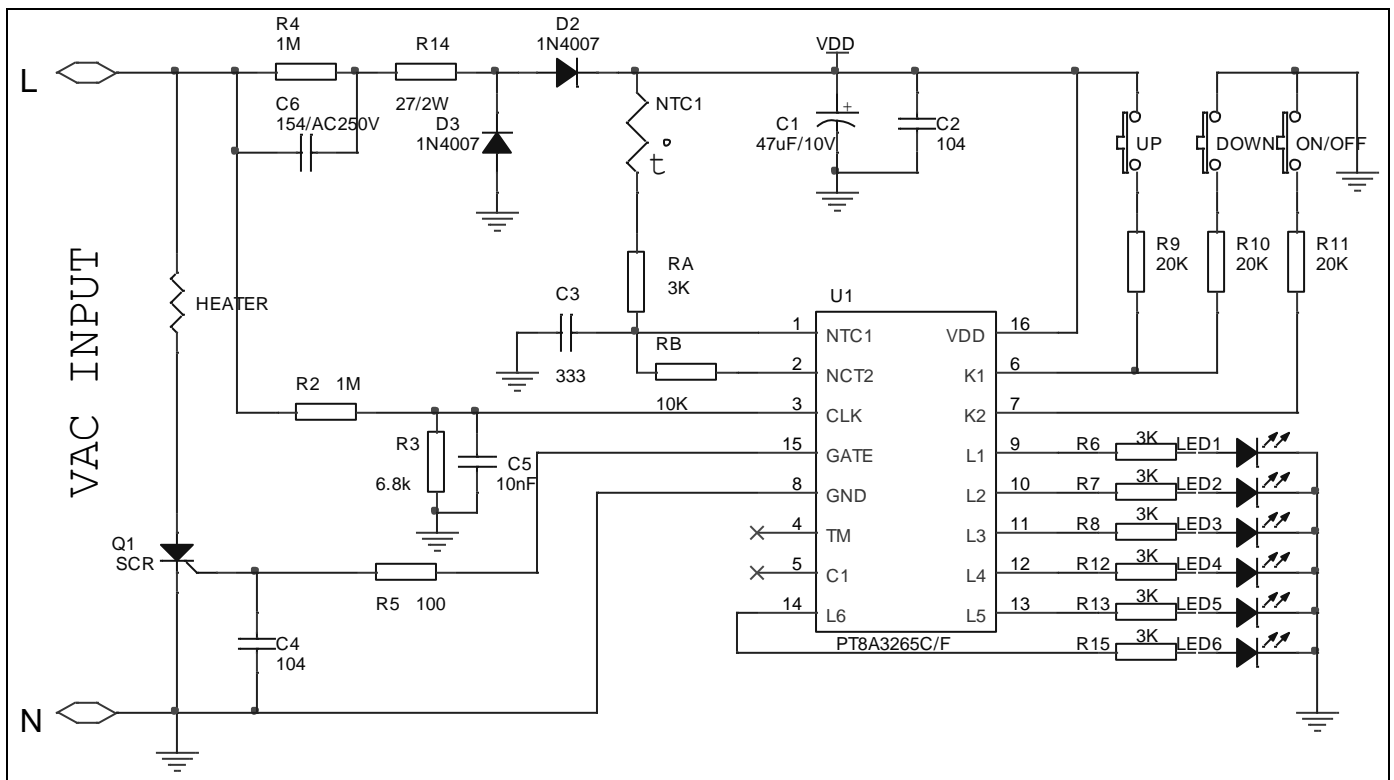 R4
1M
R14
D2
1N4007
VDD
L
C6
154/AC250V
27/2W
D3
1N4007
NTC1
t°
C1
+
47uF/10V
C2
104
UP
DOWN
ON/OFF
VAC INPUT
HEATER
RA
3K
R9
20K
R10
20K
R11
20K
C3
333
RB
10K
U1
1
NTC1
VDD
16
2
NCT2
K1
6
3
CLK
K2
7
15
GATE
L1
9
8
GND
L2
10
4
TM
L3
11
5
C1
L4
12
14
L6
L5
13
PT8A3265C/F
R2 1M
R3
6.8k
C5
10nF
R6
3K
LED1
R7
3K
LED2
R8
3K
LED3
R12
3K
LED4
R13
3K
LED5
R15
3K
LED6
Q1
SCR
R5 100
C4
104
N